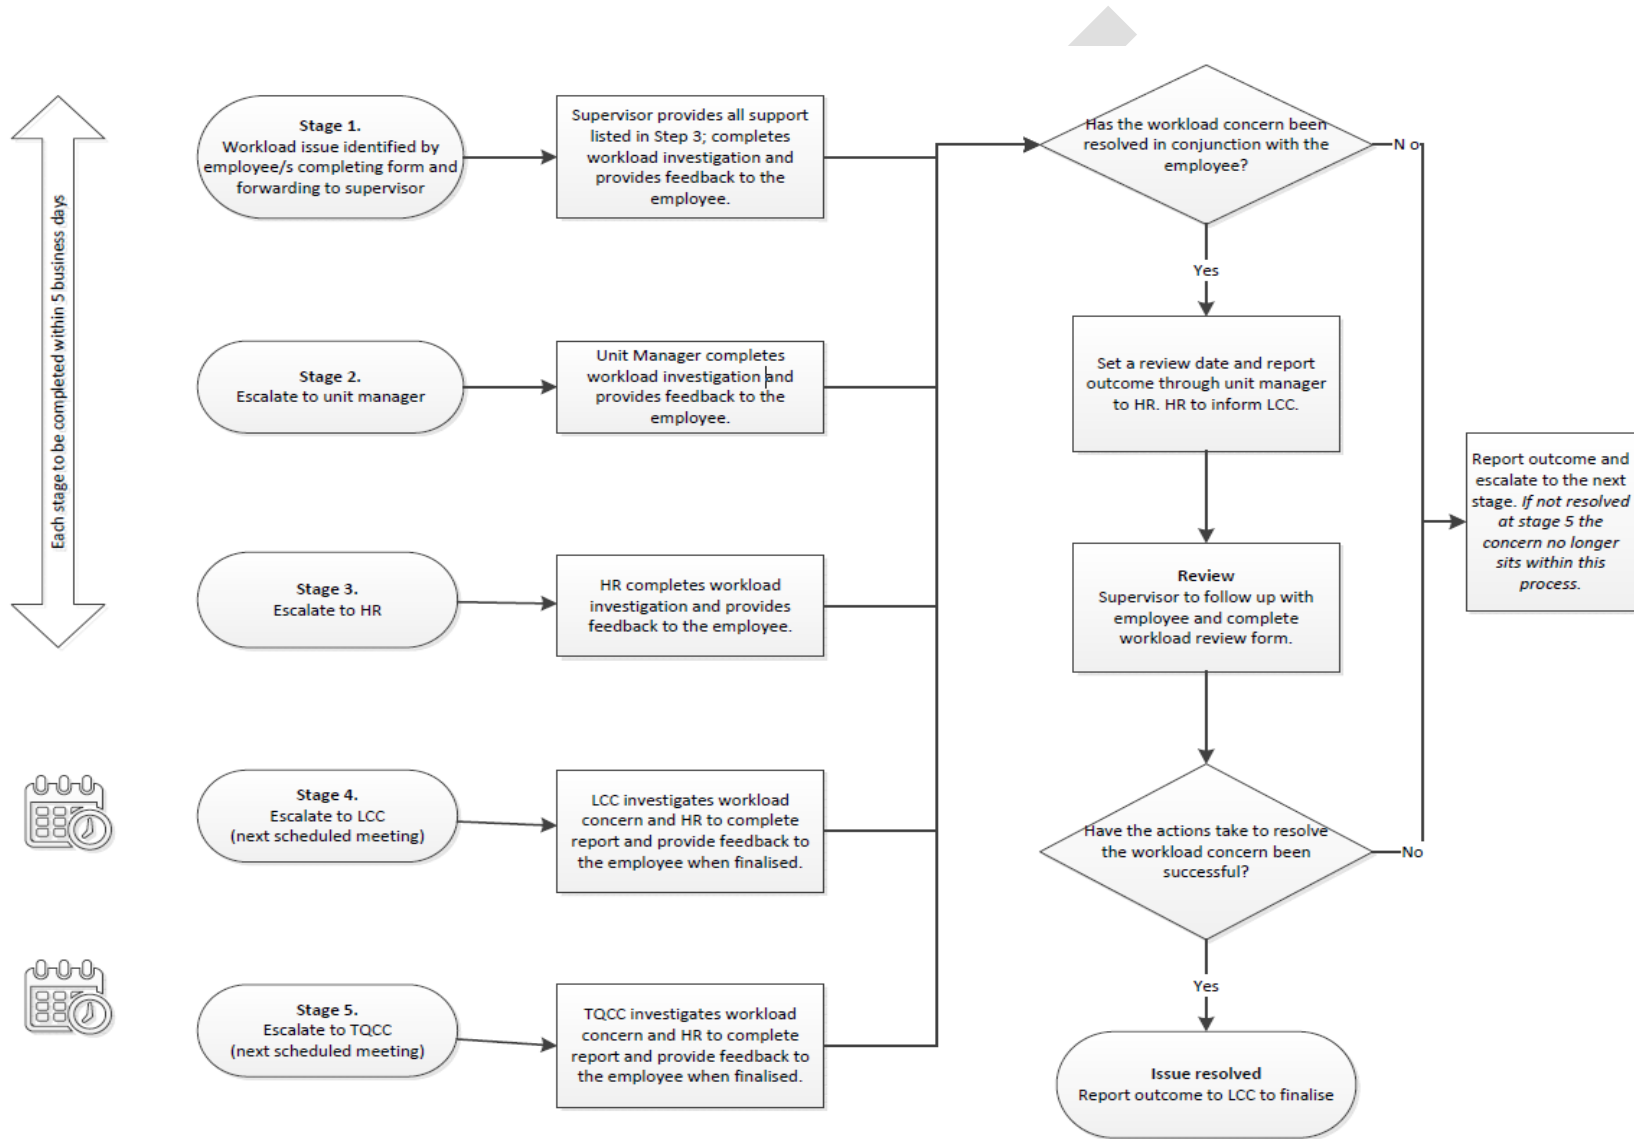 Each stage to be completed within 5 business days
Stage 1.
Workload issue identified by
employee/s completing form and
forwarding to supervisor
Supervisor provides all support
listed in Step 3; completes
workload investigation and
provides feedback to the
employee.
Has the workload concern been
resolved in conjunction with the
employee?
N o
Yes
Stage 2.
Escalate to unit manager
Unit Manager completes
workload investigation and
provides feedback to the
employee.
Set a review date and report
outcome through unit manager
to HR. HR to inform LCC.
Report outcome and
escalate to the next
stage. If not resolved
at stage 5 the
concern no longer
sits within this
process.
Stage 3.
Escalate to HR
HR completes workload
investigation and provides
feedback to the employee.
Review
Supervisor to follow up with
employee and complete
workload review form.
Stage 4.
Escalate to LCC
(next scheduled meeting)
LCC investigates workload
concern and HR to complete
report and provide feedback to
the employee when finalised.
Have the actions take to resolve
the workload concern been
successful?
No
Yes
Stage 5.
Escalate to TQCC
(next scheduled meeting)
TQCC investigates workload
concern and HR to complete
report and provide feedback to
the employee when finalised.
Issue resolved
Report outcome to LCC to finalise